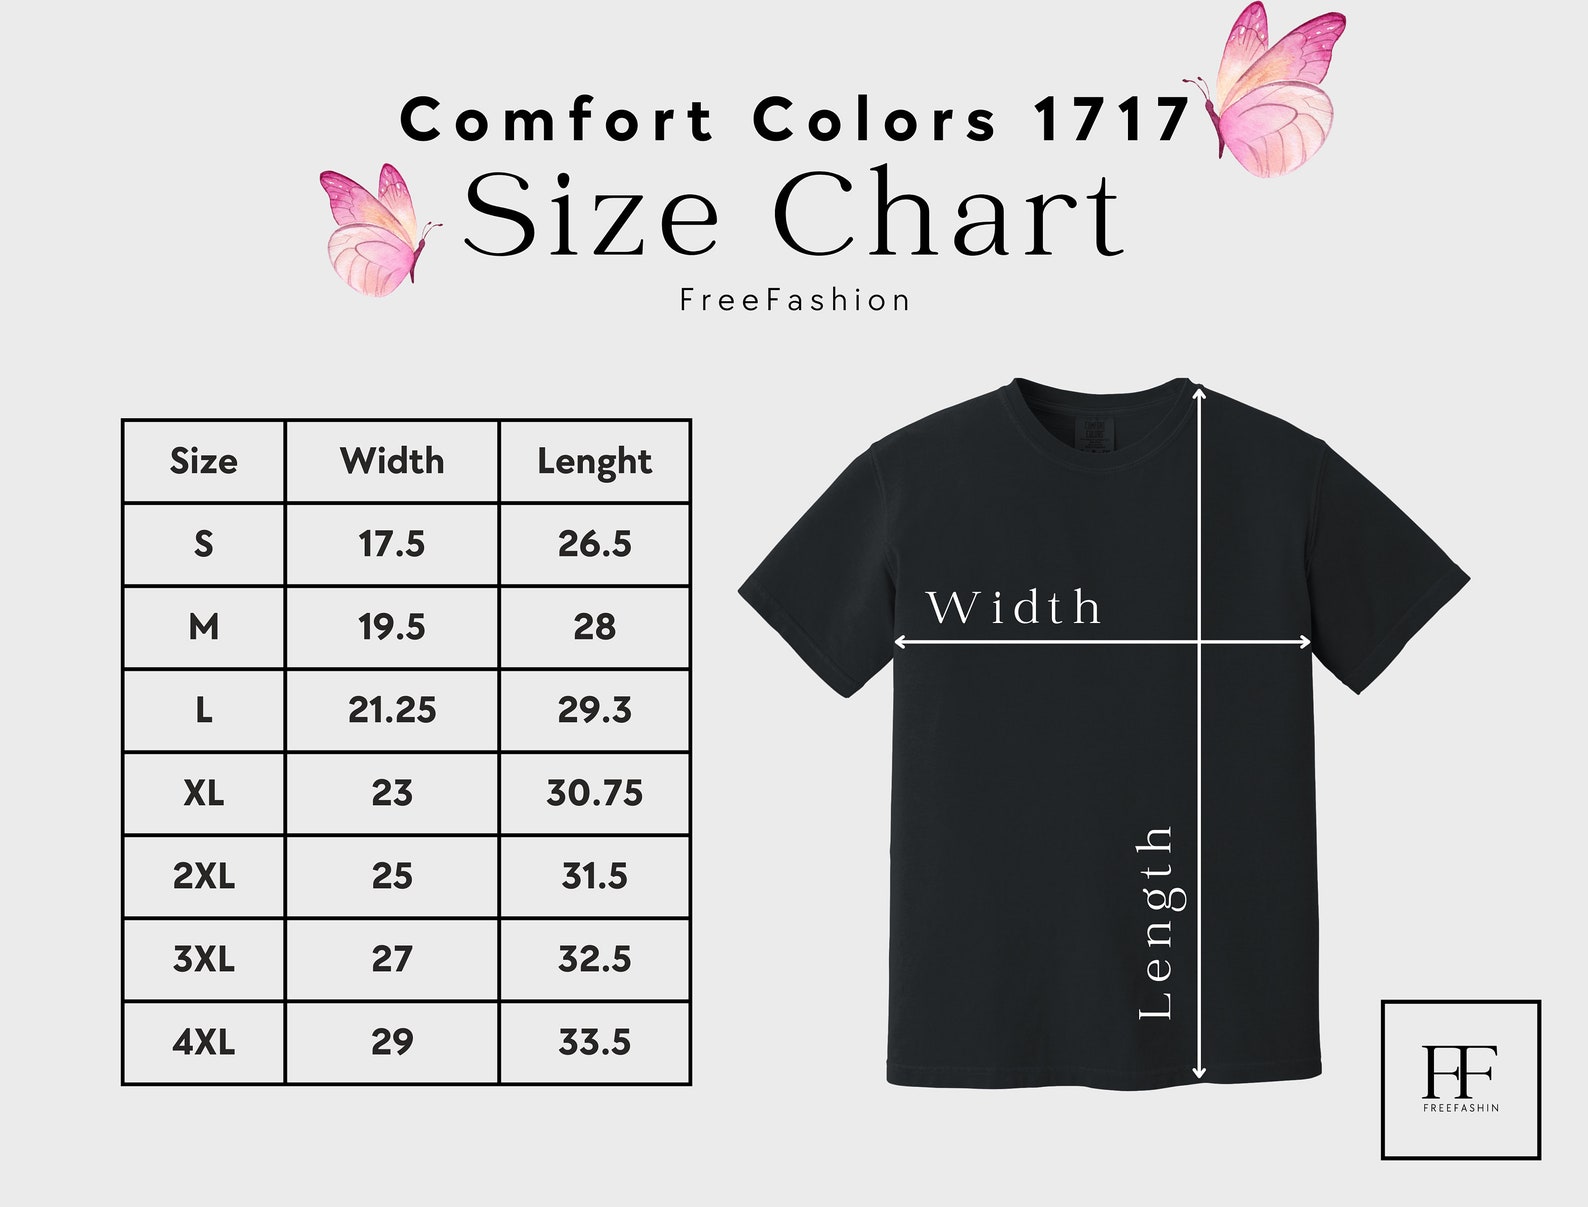 Comfort Colors 1717
Size Chart
FreeFashion
Size Width Lenght
S 17.5 26.5
M 19.5 28
L 21.25 29.3
XL 23 30.75
2XL 25 31.5
3XL 27 32.5
4XL 29 33.5
COMFORT
COLORS
Width
Length
FF
FREEFASHIN